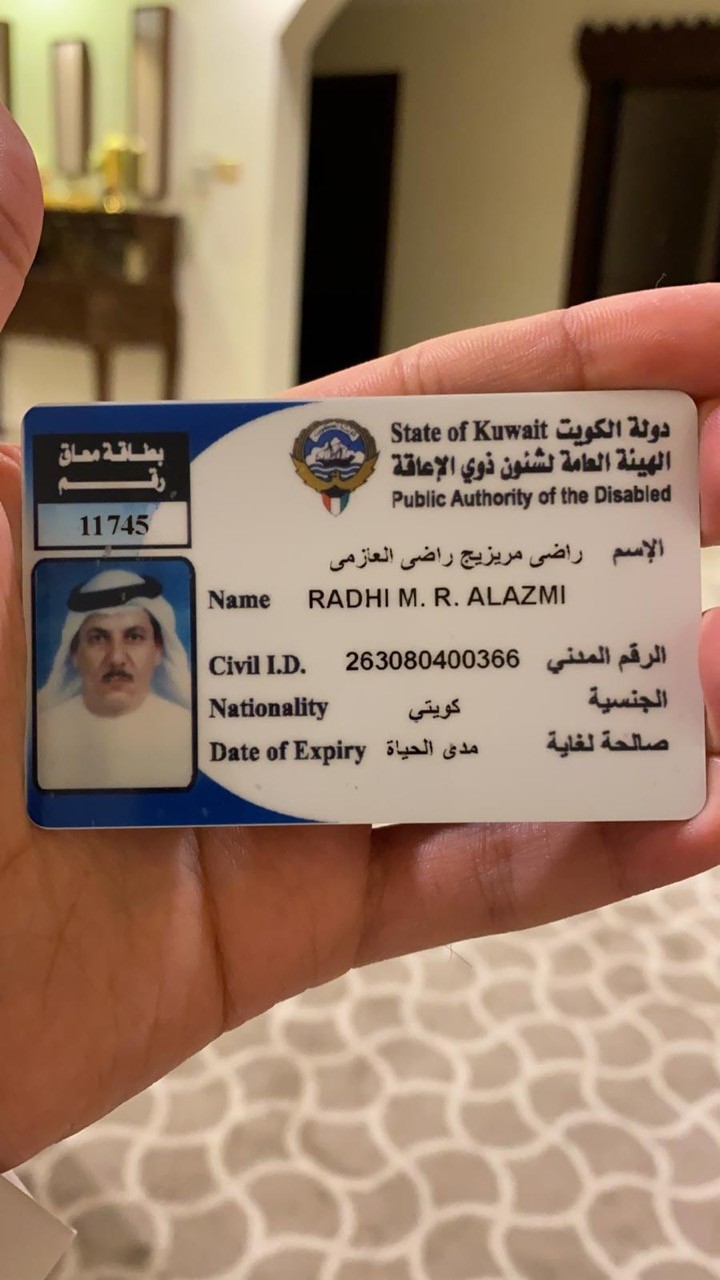 State of Kuwait دولة الكويت
الهيئة العامة لشئون ذوي الإعاقة
Public Authority of the Disabled
بطاقة معاق
رقم
11745
الإسم راضى مريزيج راضى العازمى
Name RADHI M. R. ALAZMI
Civil I.D. 263080400366 الرقم المدني
Nationality كويتي الجنسية
Date of Expiry مدى الحياة صالحة لغاية